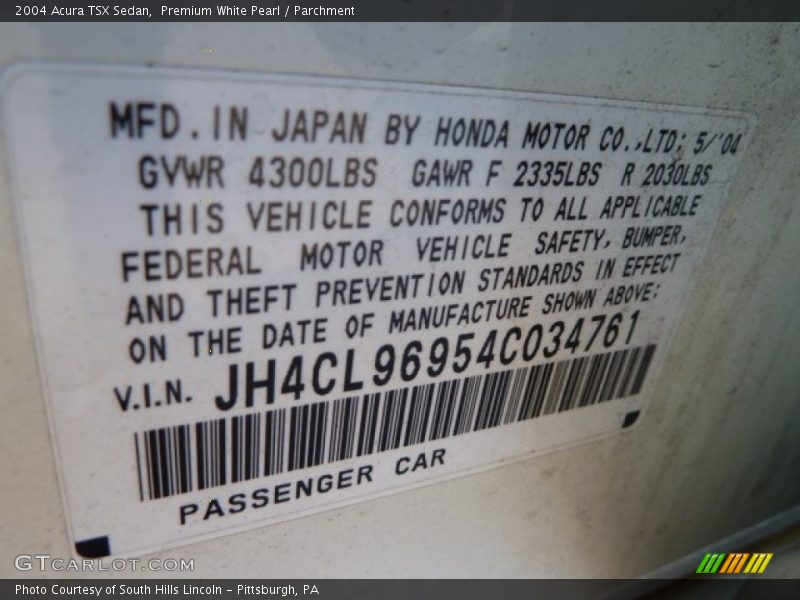 2004 Acura TSX Sedan, Premium White Pearl / Parchment
MFD. IN JAPAN BY HONDA MOTOR CO.,LTD; 5/'04
GVWR 4300LBS GAWR F 2335LBS R 2030LBS
THIS VEHICLE CONFORMS TO ALL APPLICABLE
FEDERAL MOTOR VEHICLE SAFETY, BUMPER,
AND THEFT PREVENTION STANDARDS IN EFFECT
ON THE DATE OF MANUFACTURE SHOWN ABOVE:
V.I.N. JH4CL96954C034761
PASSENGER CAR
GTCARLOT.COM
Photo Courtesy of South Hills Lincoln - Pittsburgh, PA